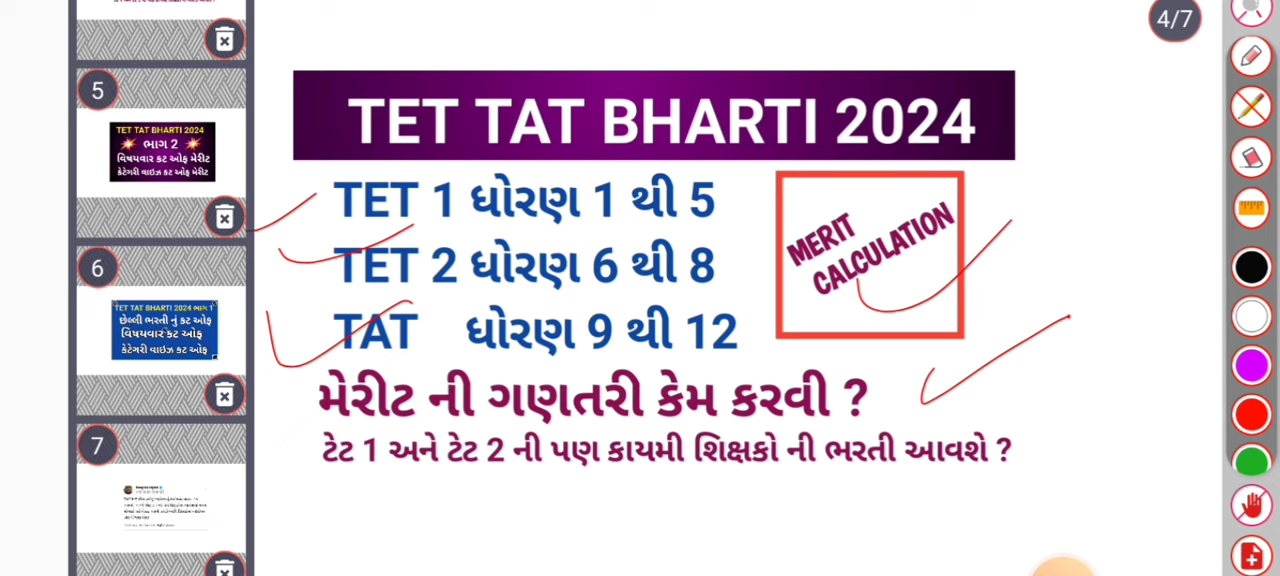 4/7
5
TET TAT BHARTI 2024
ભાગ 2
વિષયવાર કટ ઓફ મેરીટ
કેટેગરી વાઇઝ કટ ઓફ મેરીટ
6
TET TAT BHARTI 2024 ભાગ 1
છેલ્લી ભરતી નું કટ ઓફ
વિષયવાર કટ ઓફ
કેટેગરી વાઇઝ કટ ઓફ
7
TET TAT BHARTI 2024
TET 1 ધોરણ 1 થી 5
TET 2 ધોરણ 6 થી 8
TAT ધોરણ 9 થી 12
MERIT
CALCULATION
મેરીટ ની ગણતરી કેમ કરવી ?
ટેટ 1 અને ટેટ 2 ની પણ કાયમી શિક્ષકો ની ભરતી આવશે ?